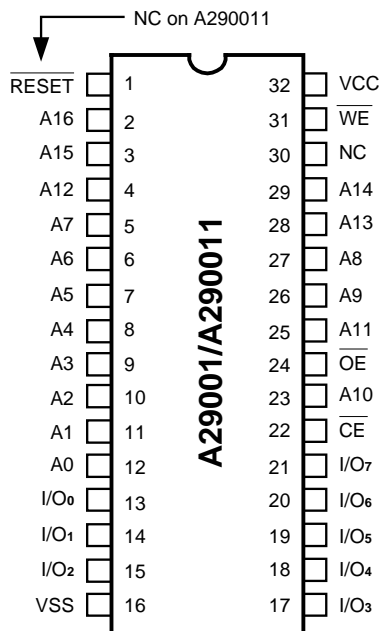 NC on A290011
RESET 1 32 VCC
A16 2 31 WE
A15 3 30 NC
A12 4 29 A14
A7 5 28 A13
A6 6 27 A8
A5 7 26 A9
A4 8 25 A11
A3 9 24 OE
A2 10 23 A10
A1 11 22 CE
A0 12 21 I/O7
I/O0 13 20 I/O6
I/O1 14 19 I/O5
I/O2 15 18 I/O4
VSS 16 17 I/O3
A29001/A290011